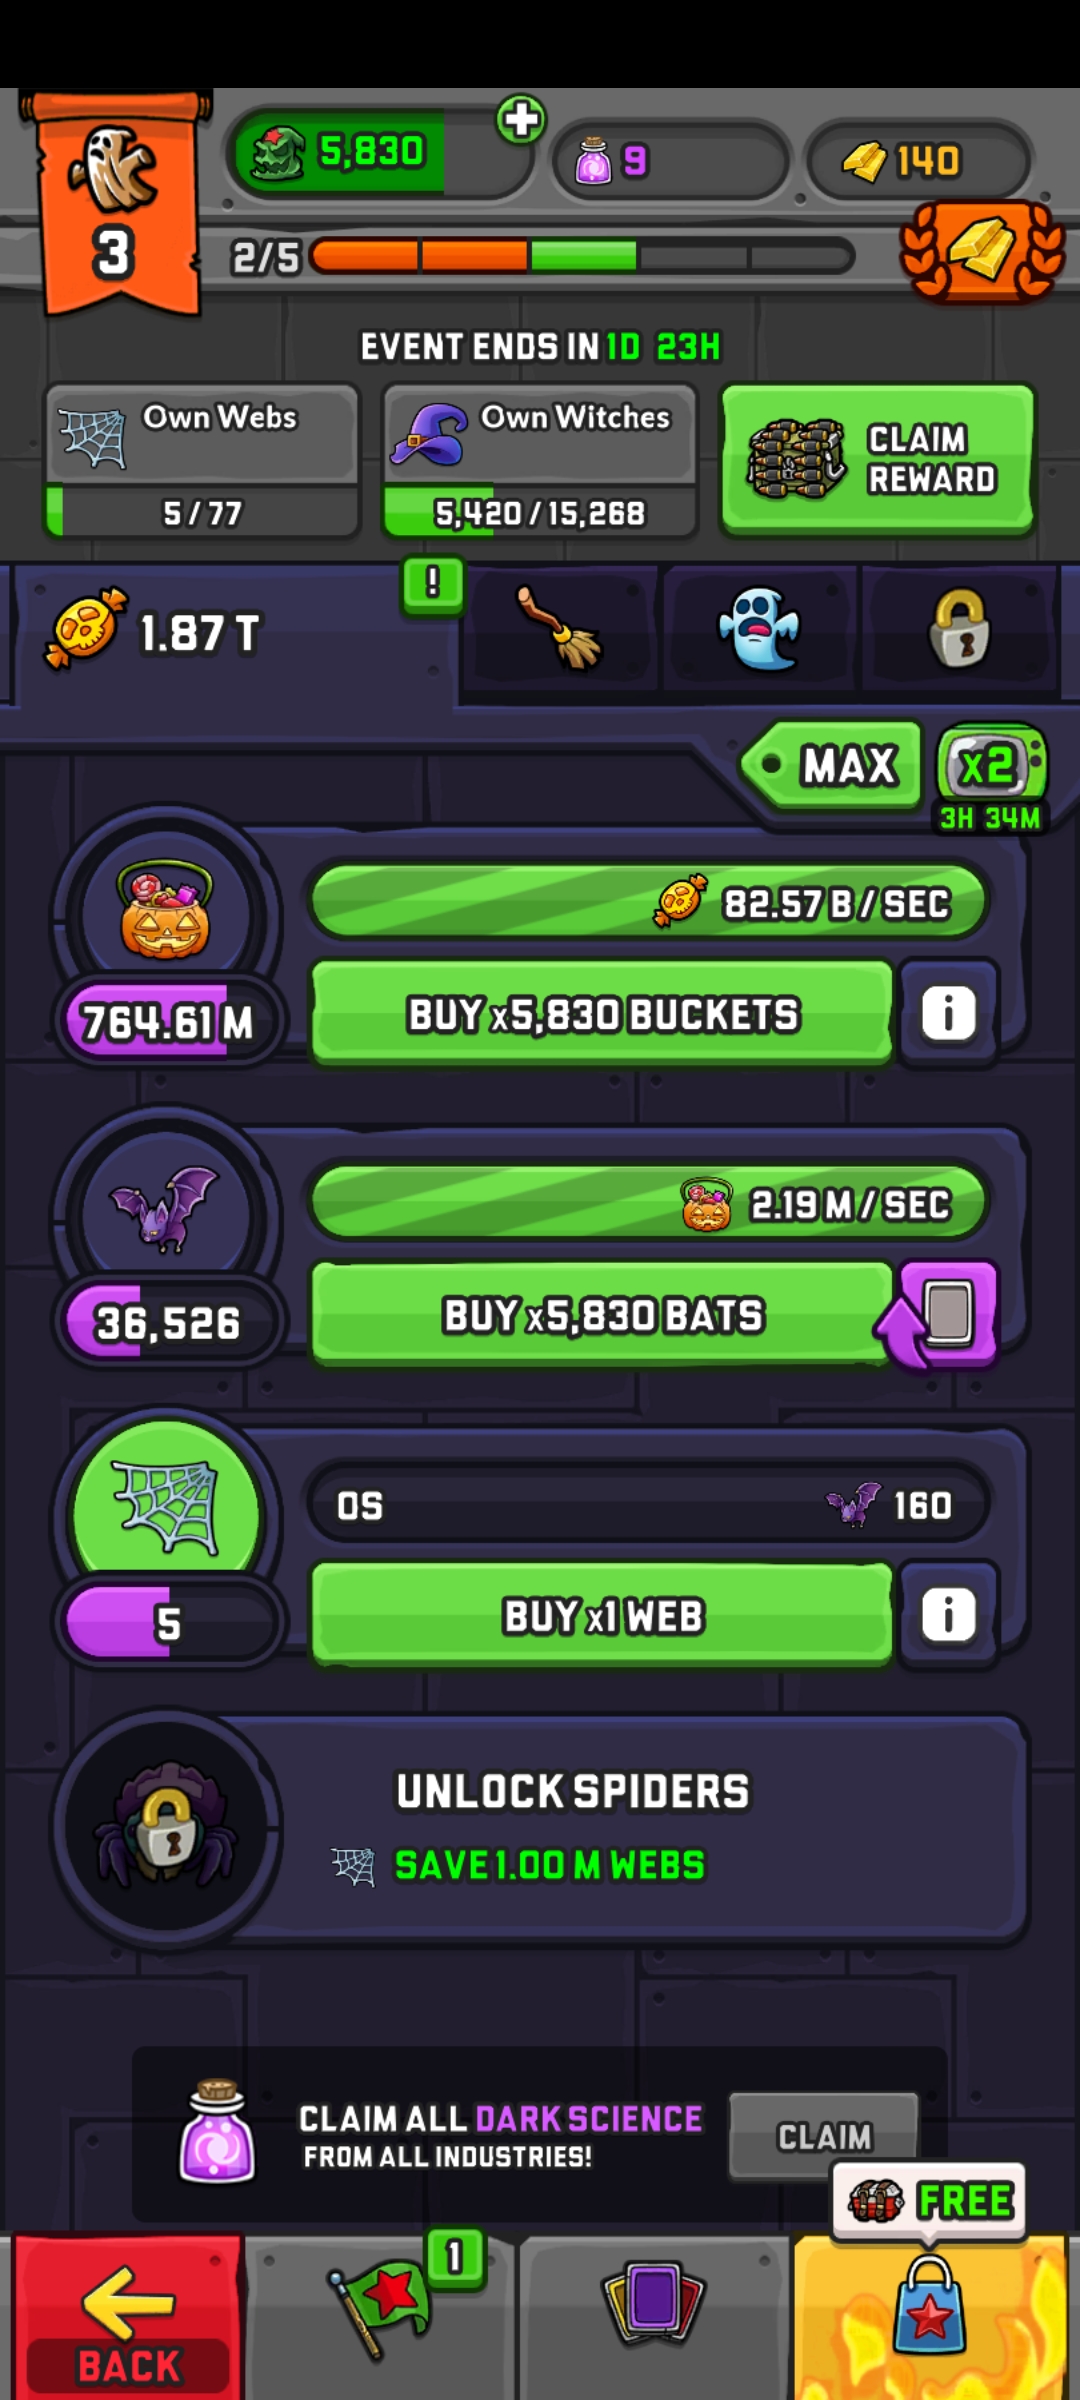 5,830
9
140
3
2/5
EVENT ENDS IN 1D 23H
Own Webs
5/77
Own Witches
5,420/15,268
CLAIM
REWARD
1.87 T
!
MAX
x2
3H 34M
82.57 B/SEC
764.61 M
BUY x5,830 BUCKETS
i
2.19 M/SEC
36,526
BUY x5,830 BATS
0S
160
5
BUY x1 WEB
i
UNLOCK SPIDERS
SAVE 1.00 M WEBS
CLAIM ALL DARK SCIENCE
FROM ALL INDUSTRIES!
CLAIM
FREE
1
BACK